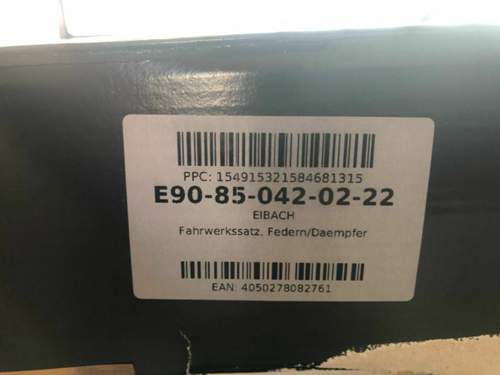 PPC: 154915321584681315
E90-85-042-02-22
EIBACH
Fahrwerkssatz. Federn/Daempfer
EAN: 4050278082761